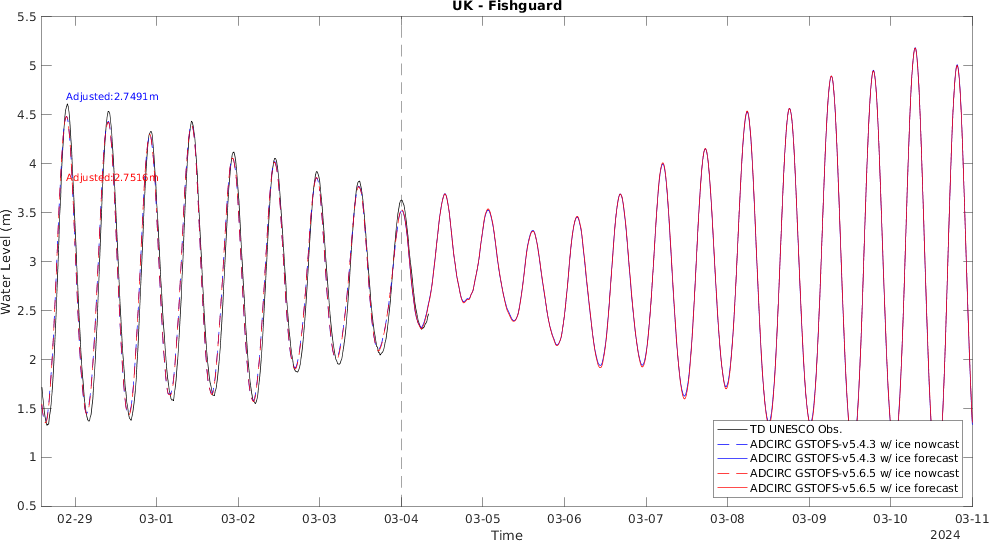 UK - Fishguard
5.5
5
4.5
4
3.5
3
2.5
2
1.5
1
0.5
Water Level (m)
Adjusted:2.7491m
Adjusted:2.7516m
TD UNESCO Obs.
ADCIRC GSTOFS-v5.4.3 w/ ice nowcast
ADCIRC GSTOFS-v5.4.3 w/ ice forecast
ADCIRC GSTOFS-v5.6.5 w/ ice nowcast
ADCIRC GSTOFS-v5.6.5 w/ ice forecast
02-29 03-01 03-02 03-03 03-04 03-05 03-06 03-07 03-08 03-09 03-10 03-11
Time
2024